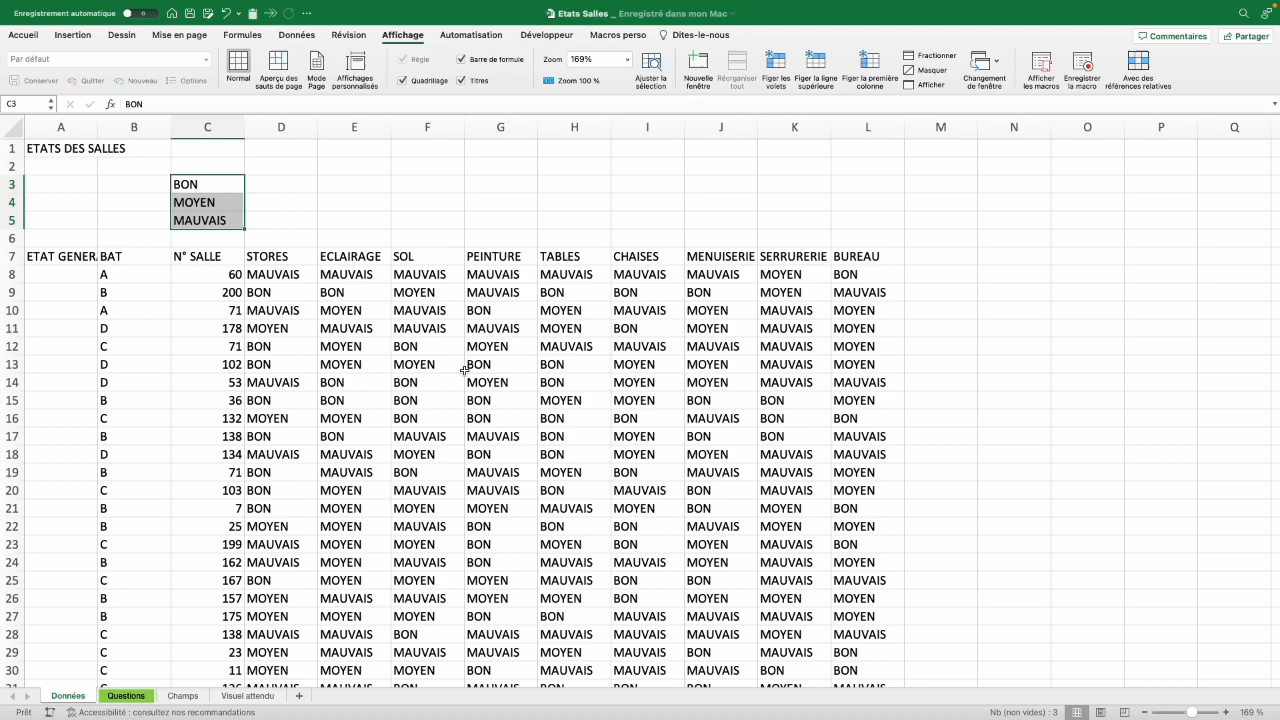 Enregistrement automatique
Etats Salles _ Enregistré dans mon Mac
Accueil Insertion Dessin Mise en page Formules Données Révision Affichage Automatisation Développeur Macros perso Dites-le-nous Commentaires Partager
Par défaut Règle Barre de formule Zoom 169% Fractionner
Normal Aperçu des sauts de page Mode Page Affichages personnalisés Ajuster la sélection Nouvelle fenêtre Réorganiser tout Figer les volets Figer la ligne supérieure Figer la première colonne Masquer Changement de fenêtre Afficher les macros Enregistrer la macro Avec des références relatives
Conserver Quitter Nouveau Options Quadrillage Titres Zoom 100 % Afficher
C3 fx BON
A B C D E F G H I J K L M N O P Q
1 ETATS DES SALLES
2
3 BON
4 MOYEN
5 MAUVAIS
6
7 ETAT GENER BAT N° SALLE STORES ECLAIRAGE SOL PEINTURE TABLES CHAISES MENUISERIE SERRURERIE BUREAU
8 A 60 MAUVAIS MAUVAIS MAUVAIS MAUVAIS MAUVAIS MAUVAIS MAUVAIS MOYEN BON
9 B 200 BON BON MOYEN MAUVAIS BON BON BON MOYEN MAUVAIS
10 A 71 MAUVAIS MOYEN MAUVAIS BON MOYEN MAUVAIS MOYEN MAUVAIS MOYEN
11 D 178 MOYEN MAUVAIS MAUVAIS MAUVAIS MOYEN BON MOYEN MAUVAIS MOYEN
12 C 71 BON MOYEN BON MOYEN MAUVAIS MAUVAIS MAUVAIS MAUVAIS MOYEN
13 D 102 BON MOYEN MOYEN BON BON MOYEN MOYEN MAUVAIS MOYEN
14 D 53 MAUVAIS BON BON MOYEN BON MOYEN MOYEN MAUVAIS MAUVAIS
15 B 36 BON BON BON BON MOYEN MOYEN BON BON MOYEN
16 C 132 MOYEN MOYEN BON BON BON BON MAUVAIS BON BON
17 B 138 BON BON MAUVAIS MAUVAIS BON MOYEN BON BON MAUVAIS
18 D 134 MAUVAIS MAUVAIS MOYEN MAUVAIS BON MOYEN MOYEN MAUVAIS MOYEN
19 B 71 BON MAUVAIS BON MAUVAIS MOYEN BON MAUVAIS MOYEN MAUVAIS
20 C 103 BON MOYEN MAUVAIS MAUVAIS BON MAUVAIS BON MAUVAIS MOYEN
21 B 7 BON MOYEN MOYEN MOYEN MAUVAIS MOYEN BON MOYEN BON
22 B 25 MOYEN MOYEN MAUVAIS BON BON BON MAUVAIS MOYEN MOYEN
23 C 199 MAUVAIS MOYEN MOYEN BON MOYEN BON MOYEN MAUVAIS BON
24 B 162 MAUVAIS MOYEN MOYEN BON MAUVAIS MAUVAIS MOYEN MAUVAIS MOYEN
25 C 167 BON MOYEN MOYEN MOYEN MAUVAIS BON BON MAUVAIS MAUVAIS
26 B 157 MOYEN MAUVAIS MAUVAIS MOYEN MOYEN BON MOYEN MOYEN MOYEN
27 B 175 MOYEN MOYEN MOYEN BON BON MAUVAIS MAUVAIS MAUVAIS MOYEN
28 C 138 MAUVAIS MAUVAIS BON MAUVAIS MAUVAIS MAUVAIS MAUVAIS MOYEN MAUVAIS
29 C 23 MOYEN MAUVAIS MOYEN MAUVAIS MOYEN MAUVAIS BON MAUVAIS BON
30 C 11 MOYEN MOYEN MOYEN BON MAUVAIS MAUVAIS MAUVAIS BON BON
Données Questions Champs Visuel attendu
Prêt Accessibilité : consultez nos recommandations Nb (non vides) : 3 169 %